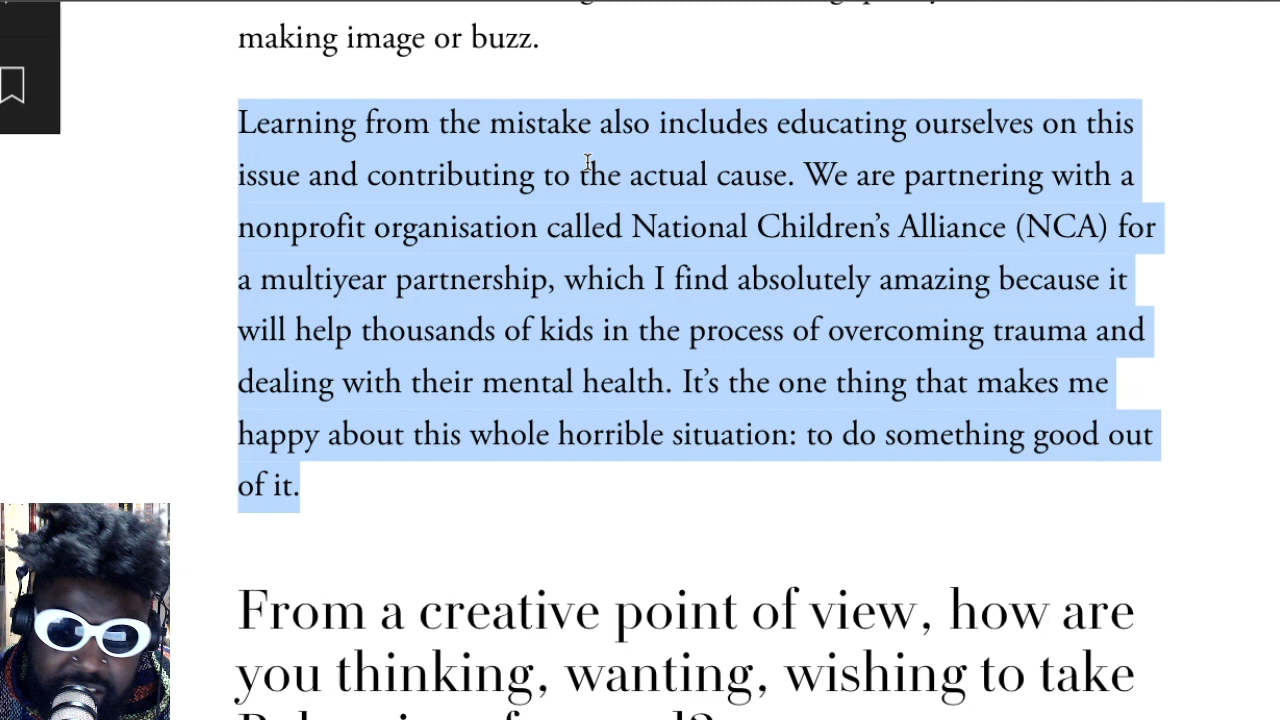 making image or buzz.
Learning from the mistake also includes educating ourselves on this
issue and contributing to the actual cause. We are partnering with a
nonprofit organisation called National Children’s Alliance (NCA) for
a multiyear partnership, which I find absolutely amazing because it
will help thousands of kids in the process of overcoming trauma and
dealing with their mental health. It’s the one thing that makes me
happy about this whole horrible situation: to do something good out
of it.
From a creative point of view, how are
you thinking, wanting, wishing to take